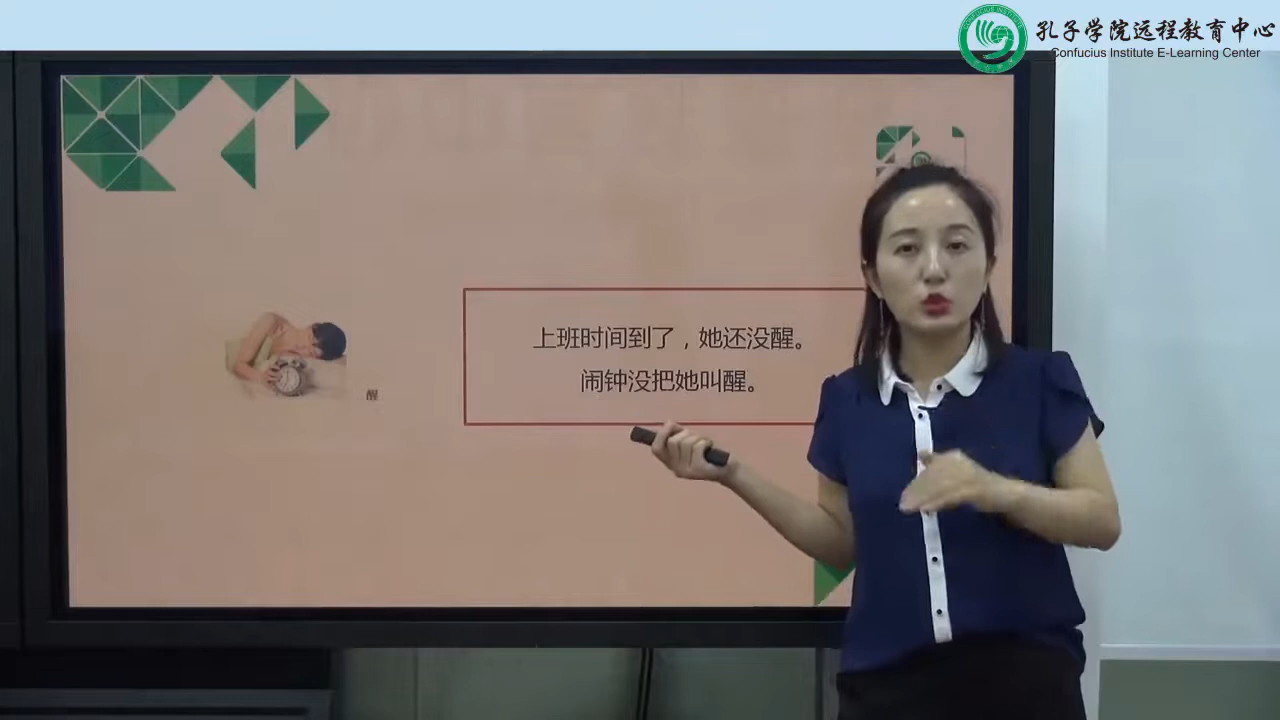 孔子学院远程教育中心
Confucius Institute E-Learning Center
上班时间到了，她还没醒。
闹钟没把她叫醒。
醒